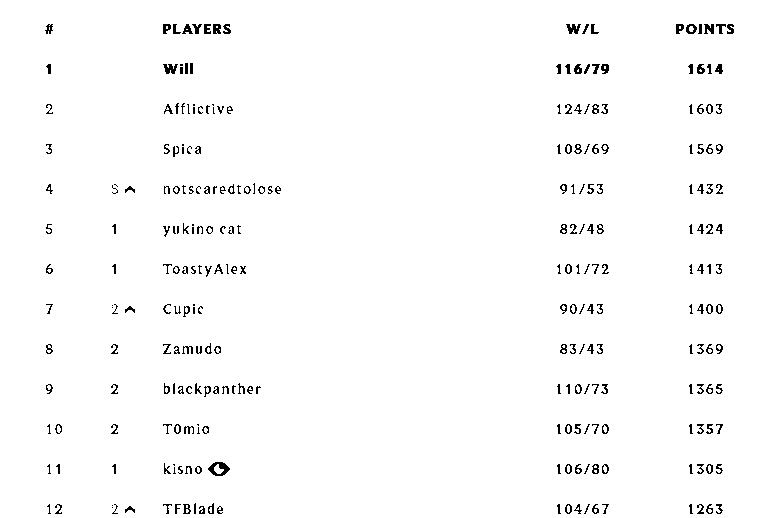 # PLAYERS W/L POINTS
1 Will 116/79 1614
2 Afflictive 124/83 1603
3 Spica 108/69 1569
4 8 notscaredtolose 91/53 1432
5 1 yukino cat 82/48 1424
6 1 ToastyAlex 101/72 1413
7 2 Cupic 90/43 1400
8 2 Zamudo 83/43 1369
9 2 blackpanther 110/73 1365
10 2 T0mio 105/70 1357
11 1 kisno 106/80 1305
12 2 TFBlade 104/67 1263